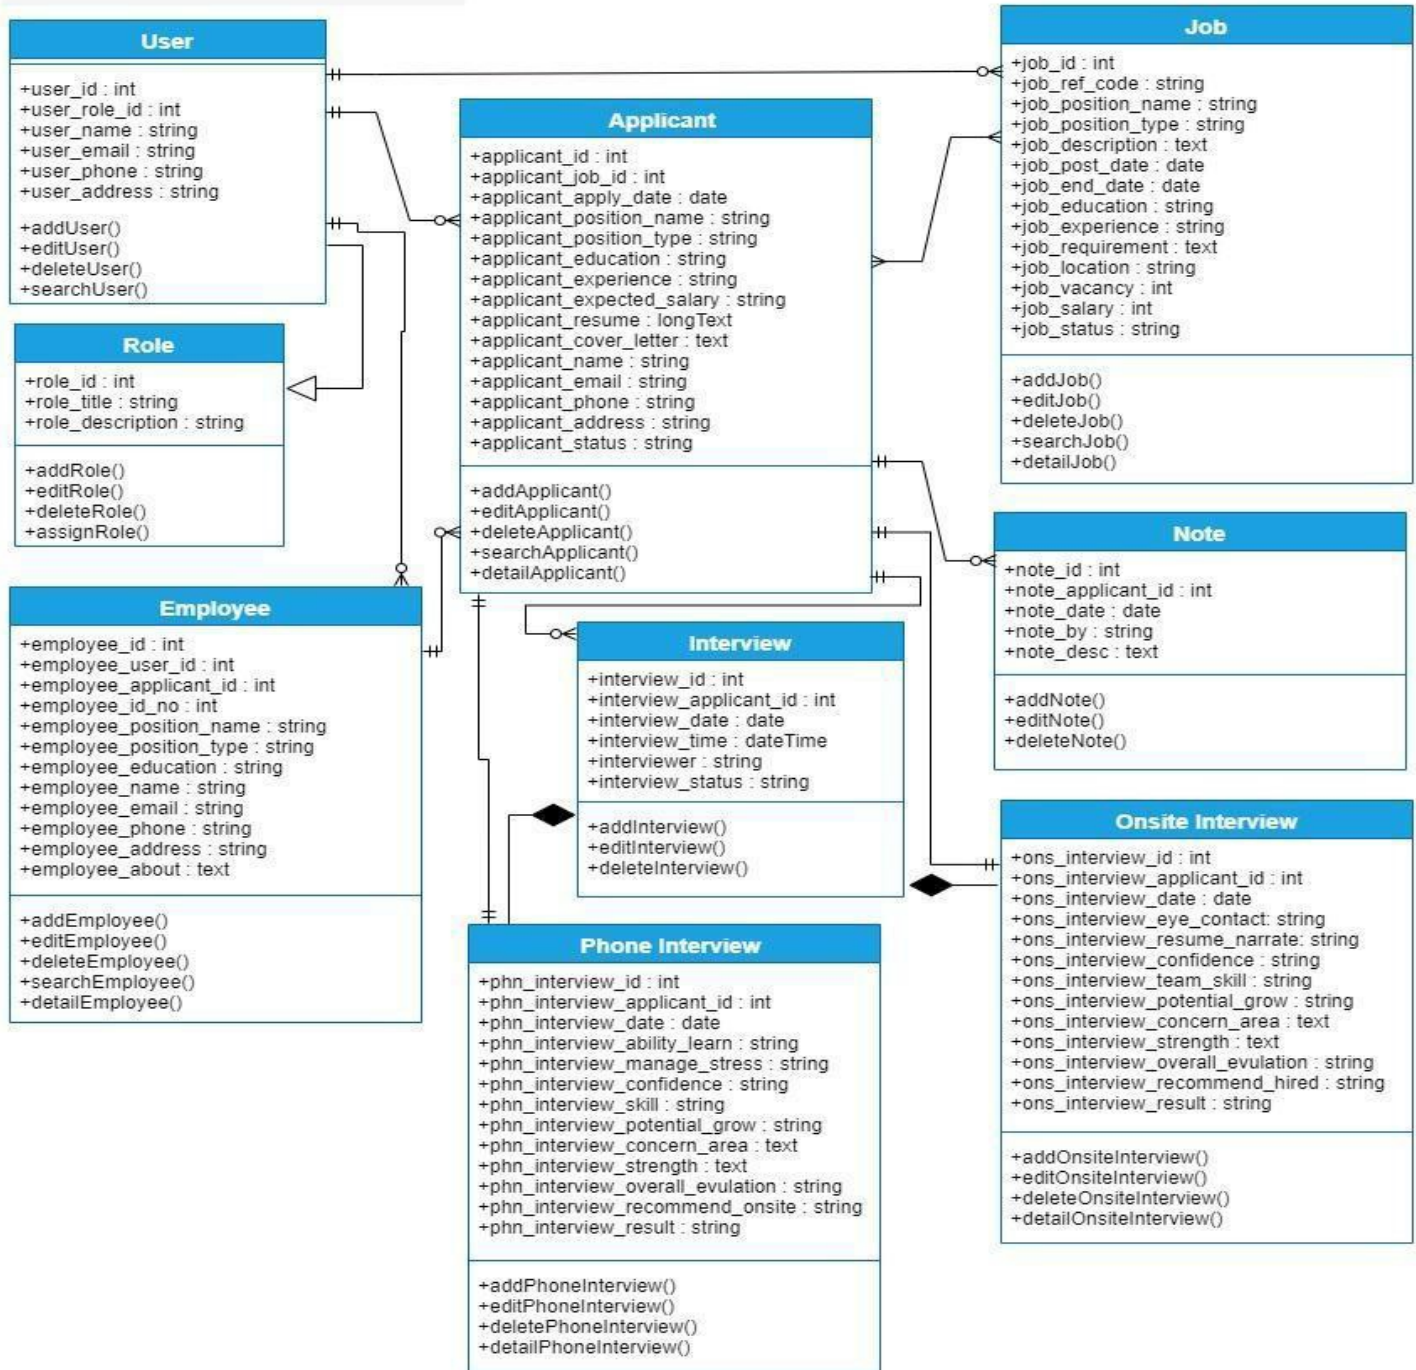 User
+user_id : int
+user_role_id : int
+user_name : string
+user_email : string
+user_phone : string
+user_address : string
+addUser()
+editUser()
+deleteUser()
+searchUser()
Role
+role_id : int
+role_title : string
+role_description : string
+addRole()
+editRole()
+deleteRole()
+assignRole()
Employee
+employee_id : int
+employee_user_id : int
+employee_applicant_id : int
+employee_id_no : int
+employee_position_name : string
+employee_position_type : string
+employee_education : string
+employee_name : string
+employee_email : string
+employee_phone : string
+employee_address : string
+employee_about : text
+addEmployee()
+editEmployee()
+deleteEmployee()
+searchEmployee()
+detailEmployee()
Applicant
+applicant_id : int
+applicant_job_id : int
+applicant_apply_date : date
+applicant_position_name : string
+applicant_position_type : string
+applicant_education : string
+applicant_experience : string
+applicant_expected_salary : string
+applicant_resume : longText
+applicant_cover_letter : text
+applicant_name : string
+applicant_email : string
+applicant_phone : string
+applicant_address : string
+applicant_status : string
+addApplicant()
+editApplicant()
+deleteApplicant()
+searchApplicant()
+detailApplicant()
Interview
+interview_id : int
+interview_applicant_id : int
+interview_date : date
+interview_time : dateTime
+interviewer : string
+interview_status : string
+addInterview()
+editInterview()
+deleteInterview()
Phone Interview
+phn_interview_id : int
+phn_interview_applicant_id : int
+phn_interview_date : date
+phn_interview_ability_learn : string
+phn_interview_manage_stress : string
+phn_interview_confidence : string
+phn_interview_skill : string
+phn_interview_potential_grow : string
+phn_interview_concern_area : text
+phn_interview_strength : text
+phn_interview_overall_evulation : string
+phn_interview_recommend_onsite : string
+phn_interview_result : string
+addPhoneInterview()
+editPhoneInterview()
+deletePhoneInterview()
+detailPhoneInterview()
Job
+job_id : int
+job_ref_code : string
+job_position_name : string
+job_position_type : string
+job_description : text
+job_post_date : date
+job_end_date : date
+job_education : string
+job_experience : string
+job_requirement : text
+job_location : string
+job_vacancy : int
+job_salary : int
+job_status : string
+addJob()
+editJob()
+deleteJob()
+searchJob()
+detailJob()
Note
+note_id : int
+note_applicant_id : int
+note_date : date
+note_by : string
+note_desc : text
+addNote()
+editNote()
+deleteNote()
Onsite Interview
+ons_interview_id : int
+ons_interview_applicant_id : int
+ons_interview_date : date
+ons_interview_eye_contact: string
+ons_interview_resume_narrate: string
+ons_interview_confidence : string
+ons_interview_team_skill : string
+ons_interview_potential_grow : string
+ons_interview_concern_area : text
+ons_interview_strength : text
+ons_interview_overall_evulation : string
+ons_interview_recommend_hired : string
+ons_interview_result : string
+addOnsiteInterview()
+editOnsiteInterview()
+deleteOnsiteInterview()
+detailOnsiteInterview()